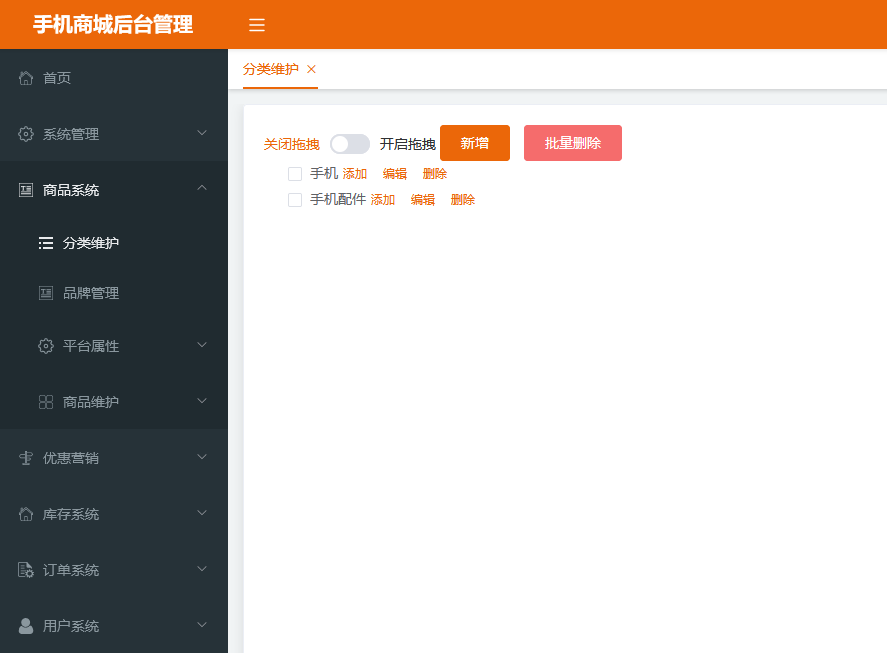 手机商城后台管理
分类维护
首页
系统管理
商品系统
分类维护
品牌管理
平台属性
商品维护
优惠营销
库存系统
订单系统
用户系统
关闭拖拽 开启拖拽 新增 批量删除
手机 添加 编辑 删除
手机配件 添加 编辑 删除